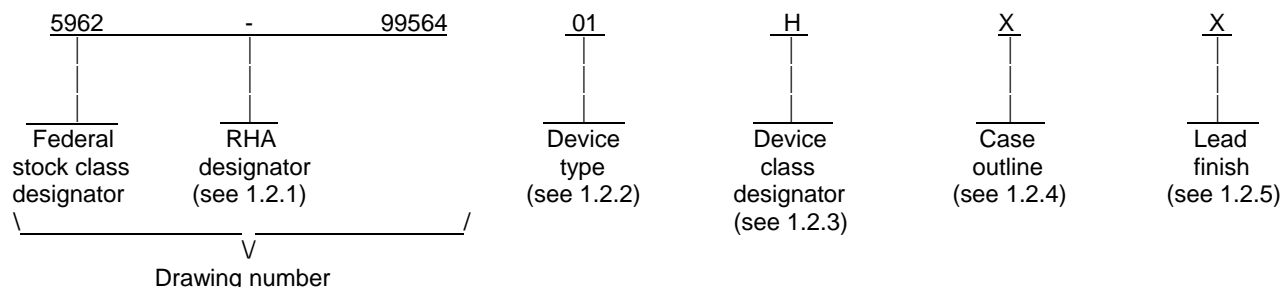 5962 - 99564 01 H X X
Federal RHA Device Device Case Lead
stock class designator type class outline finish
designator (see 1.2.1) (see 1.2.2) designator (see 1.2.4) (see 1.2.5)
(see 1.2.3)
Drawing number